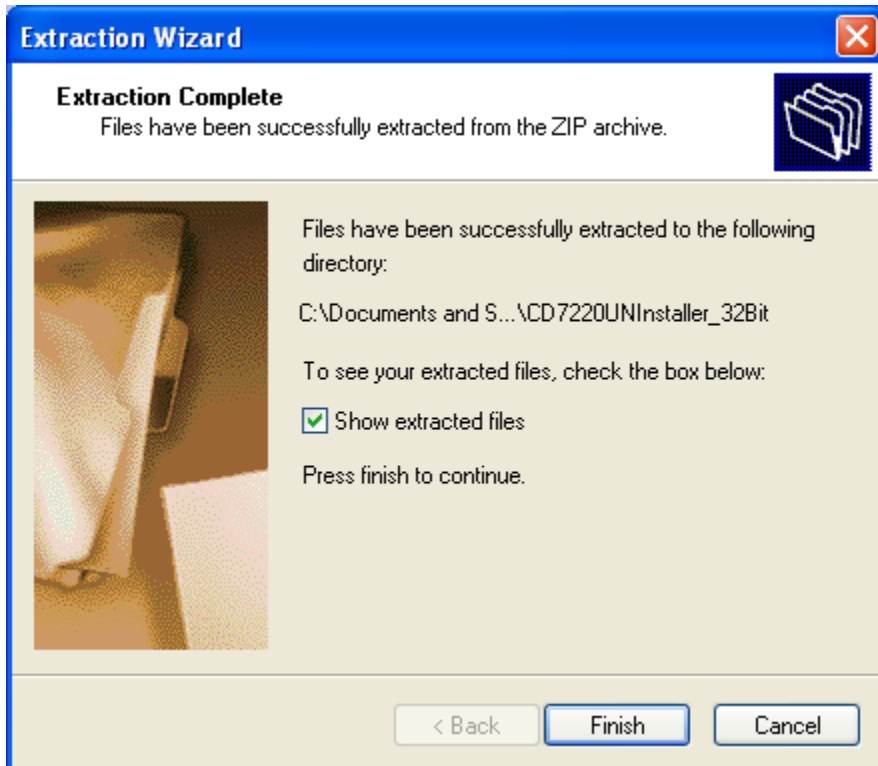 Extraction Wizard
Extraction Complete
Files have been successfully extracted from the ZIP archive.
Files have been successfully extracted to the following
directory:
C:\Documents and S...\CD7220UNInstaller_32Bit
To see your extracted files, check the box below:
Show extracted files
Press finish to continue.
< Back
Finish
Cancel